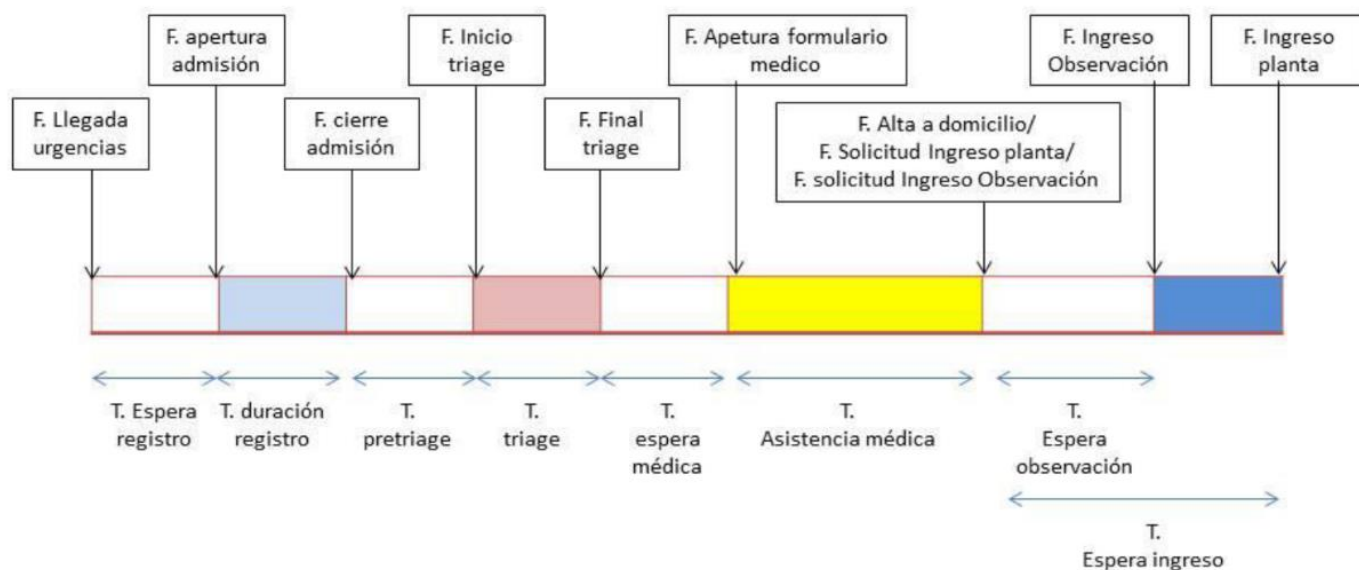 F. apertura
admisión
F. Inicio
triage
F. Apetura formulario
medico
F. Ingreso
Observación
F. Ingreso
planta
F. Llegada
urgencias
F. cierre
admisión
F. Final
triage
F. Alta a domicilio/
F. Solicitud Ingreso planta/
F. solicitud Ingreso Observación
T. Espera
registro
T. duración
registro
T.
pretriage
T.
triage
T.
espera
médica
T.
Asistencia médica
T.
Espera
observación
T.
Espera ingreso